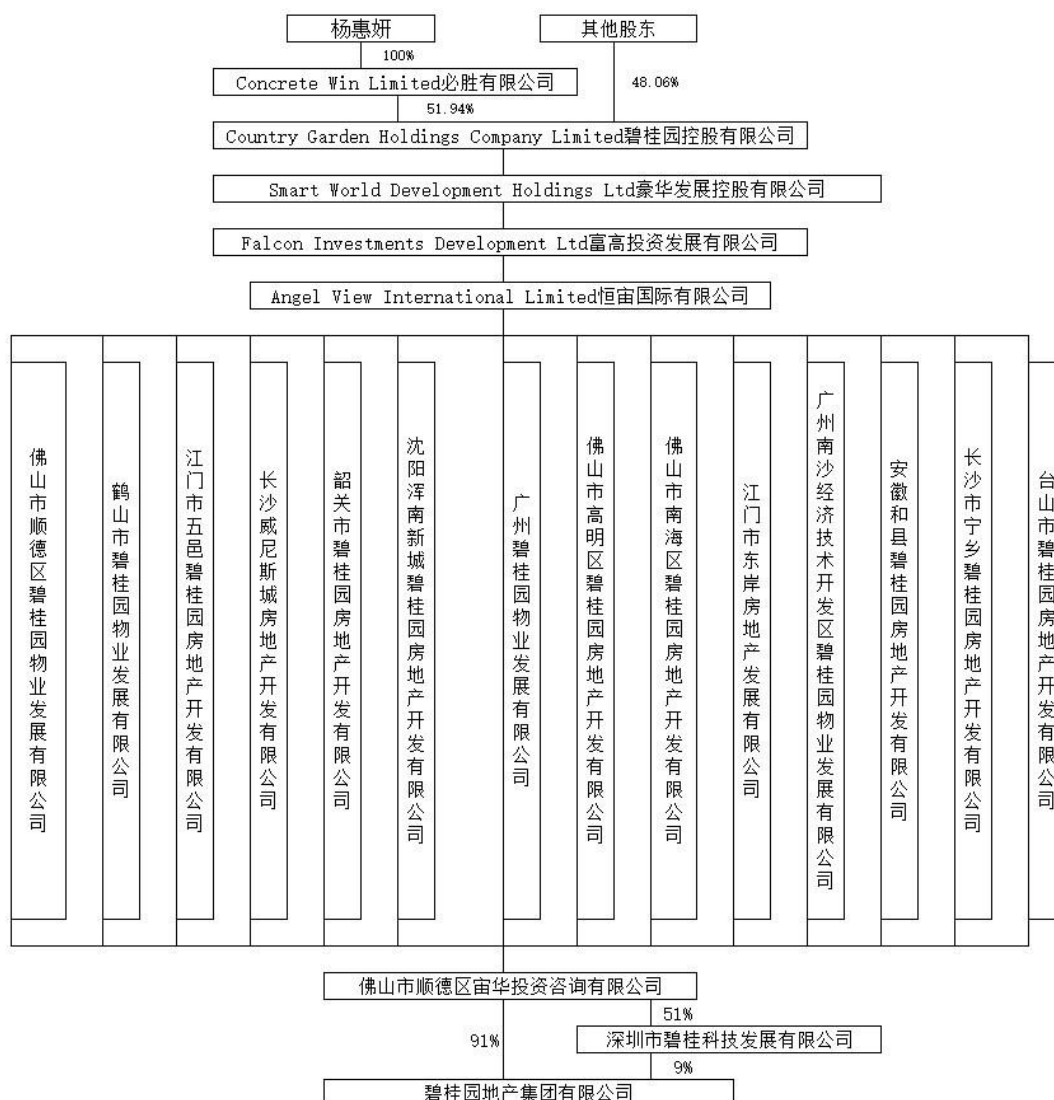 杨惠妍
其他股东
100%
Concrete Win Limited必胜有限公司
48.06%
51.94%
Country Garden Holdings Company Limited碧桂园控股有限公司
Smart World Development Holdings Ltd豪华发展控股有限公司
Falcon Investments Development Ltd富高投资发展有限公司
Angel View International Limited恒宙国际有限公司
佛山市顺德区碧桂园物业发展有限公司
鹤山市碧桂园物业发展有限公司
江门市五邑碧桂园房地产开发有限公司
长沙威尼斯城房地产开发有限公司
韶关市碧桂园房地产开发有限公司
沈阳浑南新城碧桂园房地产开发有限公司
广州碧桂园物业发展有限公司
佛山市高明区碧桂园房地产开发有限公司
佛山市南海区碧桂园房地产开发有限公司
江门市东岸房地产发展有限公司
广州南沙经济技术开发区碧桂园物业发展有限公司
安徽和县碧桂园房地产开发有限公司
长沙市宁乡碧桂园房地产开发有限公司
台山市碧桂园房地产开发有限公司
佛山市顺德区宙华投资咨询有限公司
51%
91%
深圳市碧桂科技发展有限公司
9%
碧桂园地产集团有限公司